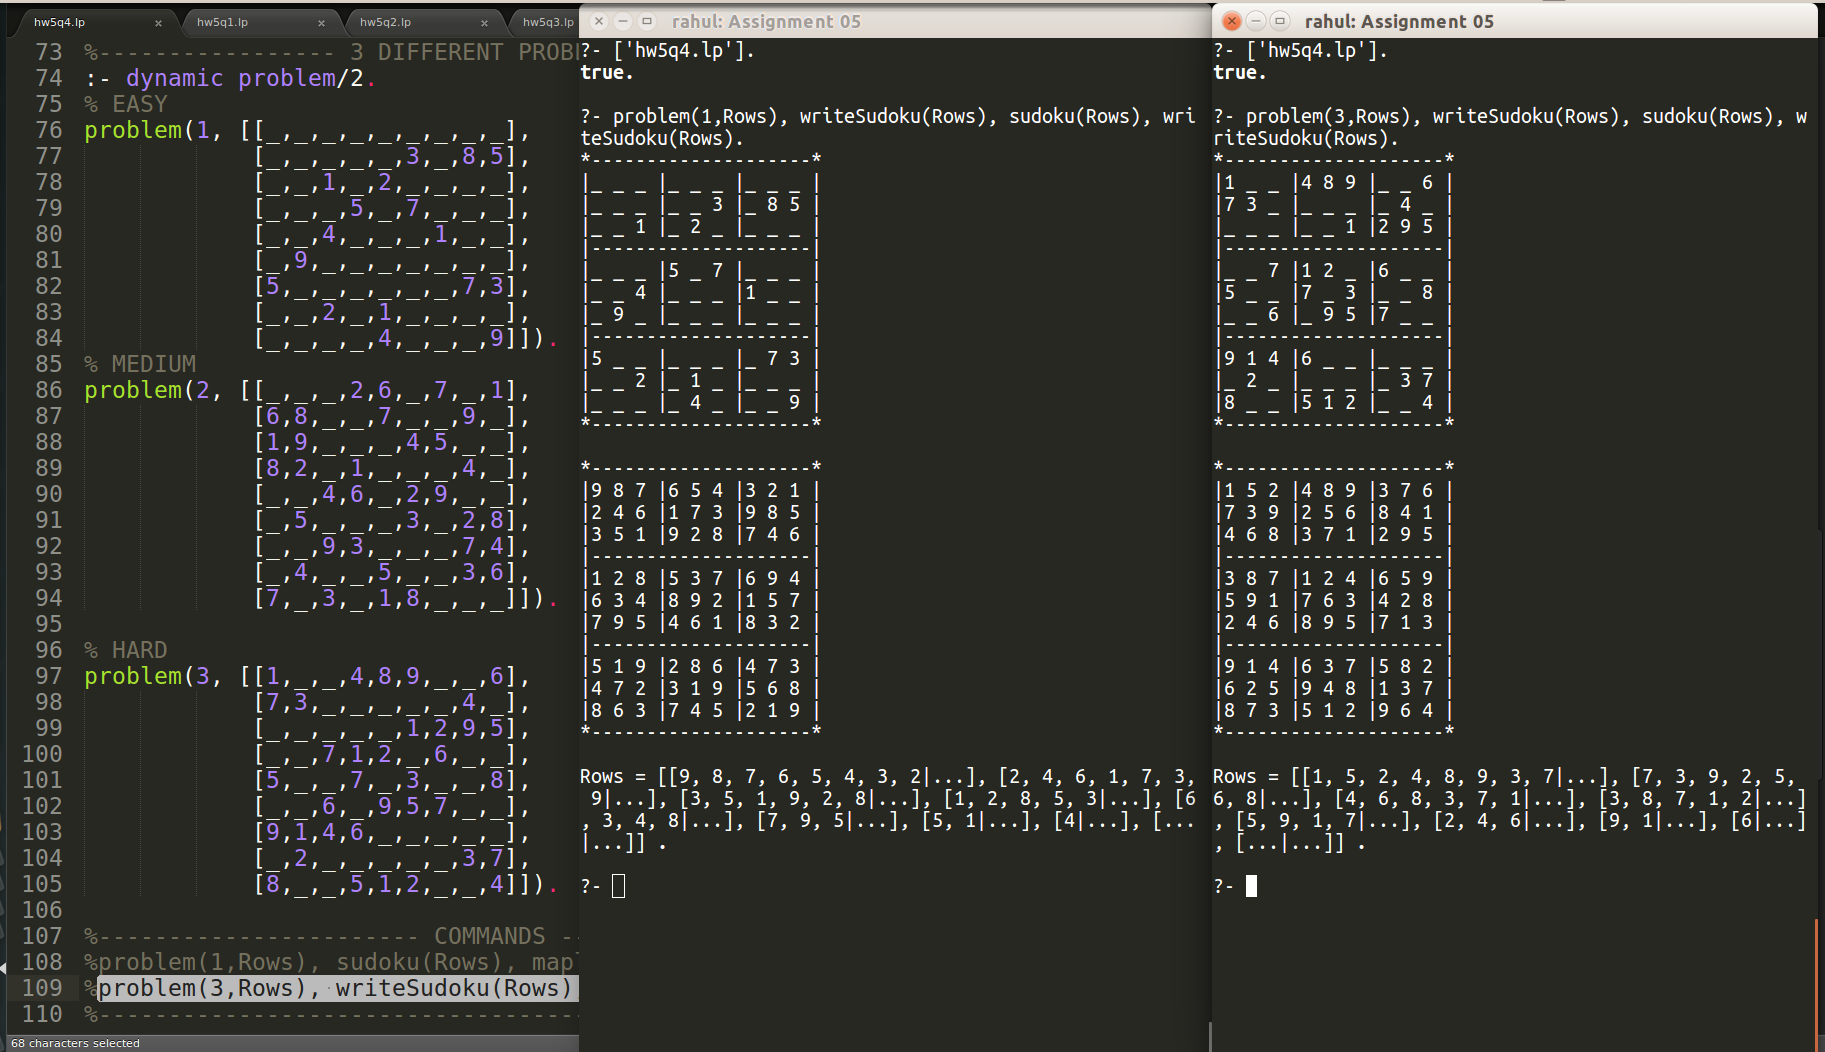 hw5q4.lp × hw5q1.lp × hw5q2.lp × hw5q3.lp
73 %----------------- 3 DIFFERENT PROB
74 :- dynamic problem/2.
75 % EASY
76 problem(1, [[_,_,_,_,_,_,_,_,_],
77 [_,_,_,_,_,3,_,8,5],
78 [_,_,1,_,2,_,_,_,_],
79 [_,_,_,5,_,7,_,_,_],
80 [_,_,4,_,_,_,1,_,_],
81 [_,9,_,_,_,_,_,_,_],
82 [5,_,_,_,_,_,_,7,3],
83 [_,_,2,_,1,_,_,_,_],
84 [_,_,_,_,4,_,_,_,9]]).
85 % MEDIUM
86 problem(2, [[_,_,_,2,6,_,7,_,1],
87 [6,8,_,_,7,_,_,9,_],
88 [1,9,_,_,_,4,5,_,_],
89 [8,2,_,1,_,_,_,4,_],
90 [_,_,4,6,_,2,9,_,_],
91 [_,5,_,_,_,3,_,2,8],
92 [_,_,9,3,_,_,_,7,4],
93 [_,4,_,_,5,_,_,3,6],
94 [7,_,3,_,1,8,_,_,_]]).
95
96 % HARD
97 problem(3, [[1,_,_,4,8,9,_,_,6],
98 [7,3,_,_,_,_,_,4,_],
99 [_,_,_,_,_,1,2,9,5],
100 [_,_,7,1,2,_,6,_,_],
101 [5,_,_,7,_,3,_,_,8],
102 [_,_,6,_,9,5,7,_,_],
103 [9,1,4,6,_,_,_,_,_],
104 [_,2,_,_,_,_,_,3,7],
105 [8,_,_,5,1,2,_,_,4]]).
106
107 %----------------------- COMMANDS --
108 %problem(1,Rows), sudoku(Rows), map
109 %problem(3,Rows), writeSudoku(Rows)
110 %-----------------------------------
68 characters selected
rahul: Assignment 05
?- ['hw5q4.lp'].
true.
?- problem(1,Rows), writeSudoku(Rows), sudoku(Rows), wri
teSudoku(Rows).
*--------------------*
|_ _ _ |_ _ _ |_ _ _ |
|_ _ _ |_ _ 3 |_ 8 5 |
|_ _ 1 |_ 2 _ |_ _ _ |
|--------------------|
|_ _ _ |5 _ 7 |_ _ _ |
|_ _ 4 |_ _ _ |1 _ _ |
|_ 9 _ |_ _ _ |_ _ _ |
|--------------------|
|5 _ _ |_ _ _ |_ 7 3 |
|_ _ 2 |_ 1 _ |_ _ _ |
|_ _ _ |_ 4 _ |_ _ 9 |
*--------------------*
*--------------------*
|9 8 7 |6 5 4 |3 2 1 |
|2 4 6 |1 7 3 |9 8 5 |
|3 5 1 |9 2 8 |7 4 6 |
|--------------------|
|1 2 8 |5 3 7 |6 9 4 |
|6 3 4 |8 9 2 |1 5 7 |
|7 9 5 |4 6 1 |8 3 2 |
|--------------------|
|5 1 9 |2 8 6 |4 7 3 |
|4 7 2 |3 1 9 |5 6 8 |
|8 6 3 |7 4 5 |2 1 9 |
*--------------------*
Rows = [[9, 8, 7, 6, 5, 4, 3, 2|...], [2, 4, 6, 1, 7, 3,
 9|...], [3, 5, 1, 9, 2, 8|...], [1, 2, 8, 5, 3|...], [6
, 3, 4, 8|...], [7, 9, 5|...], [5, 1|...], [4|...], [...
|...]] .
?-
rahul: Assignment 05
?- ['hw5q4.lp'].
true.
?- problem(3,Rows), writeSudoku(Rows), sudoku(Rows), w
riteSudoku(Rows).
*--------------------*
|1 _ _ |4 8 9 |_ _ 6 |
|7 3 _ |_ _ _ |_ 4 _ |
|_ _ _ |_ _ 1 |2 9 5 |
|--------------------|
|_ _ 7 |1 2 _ |6 _ _ |
|5 _ _ |7 _ 3 |_ _ 8 |
|_ _ 6 |_ 9 5 |7 _ _ |
|--------------------|
|9 1 4 |6 _ _ |_ _ _ |
|_ 2 _ |_ _ _ |_ 3 7 |
|8 _ _ |5 1 2 |_ _ 4 |
*--------------------*
*--------------------*
|1 5 2 |4 8 9 |3 7 6 |
|7 3 9 |2 5 6 |8 4 1 |
|4 6 8 |3 7 1 |2 9 5 |
|--------------------|
|3 8 7 |1 2 4 |6 5 9 |
|5 9 1 |7 6 3 |4 2 8 |
|2 4 6 |8 9 5 |7 1 3 |
|--------------------|
|9 1 4 |6 3 7 |5 8 2 |
|6 2 5 |9 4 8 |1 3 7 |
|8 7 3 |5 1 2 |9 6 4 |
*--------------------*
Rows = [[1, 5, 2, 4, 8, 9, 3, 7|...], [7, 3, 9, 2, 5,
6, 8|...], [4, 6, 8, 3, 7, 1|...], [3, 8, 7, 1, 2|...]
, [5, 9, 1, 7|...], [2, 4, 6|...], [9, 1|...], [6|...]
, [...|...]] .
?-